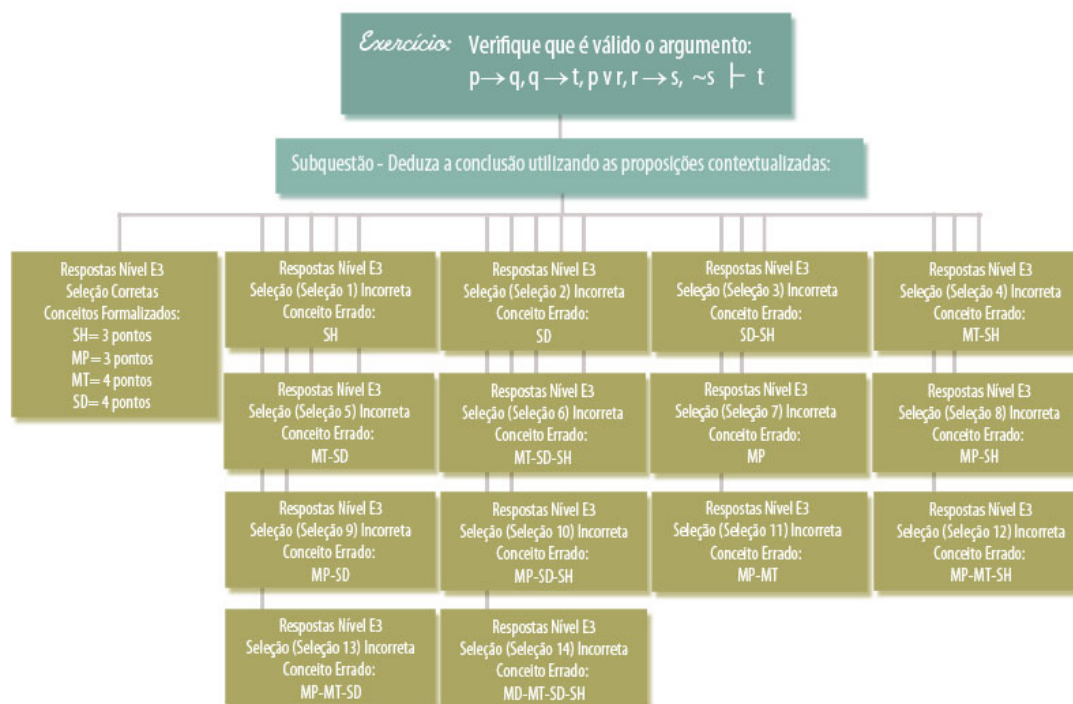 Exercício: Verifique que é válido o argumento:
p→q, q→t, p v r, r→s, ~s ├ t
Subquestão - Deduza a conclusão utilizando as proposições contextualizadas:
Respostas Nível E3
Seleção Corretas
Conceitos Formalizados:
SH= 3 pontos
MP= 3 pontos
MT= 4 pontos
SD= 4 pontos
Respostas Nível E3
Seleção (Seleção 1) Incorreta
Conceito Errado:
SH
Respostas Nível E3
Seleção (Seleção 2) Incorreta
Conceito Errado:
SD
Respostas Nível E3
Seleção (Seleção 3) Incorreta
Conceito Errado:
SD-SH
Respostas Nível E3
Seleção (Seleção 4) Incorreta
Conceito Errado:
MT-SH
Respostas Nível E3
Seleção (Seleção 5) Incorreta
Conceito Errado:
MT-SD
Respostas Nível E3
Seleção (Seleção 6) Incorreta
Conceito Errado:
MT-SD-SH
Respostas Nível E3
Seleção (Seleção 7) Incorreta
Conceito Errado:
MP
Respostas Nível E3
Seleção (Seleção 8) Incorreta
Conceito Errado:
MP-SH
Respostas Nível E3
Seleção (Seleção 9) Incorreta
Conceito Errado:
MP-SD
Respostas Nível E3
Seleção (Seleção 10) Incorreta
Conceito Errado:
MP-SD-SH
Respostas Nível E3
Seleção (Seleção 11) Incorreta
Conceito Errado:
MP-MT
Respostas Nível E3
Seleção (Seleção 12) Incorreta
Conceito Errado:
MP-MT-SH
Respostas Nível E3
Seleção (Seleção 13) Incorreta
Conceito Errado:
MP-MT-SD
Respostas Nível E3
Seleção (Seleção 14) Incorreta
Conceito Errado:
MD-MT-SD-SH